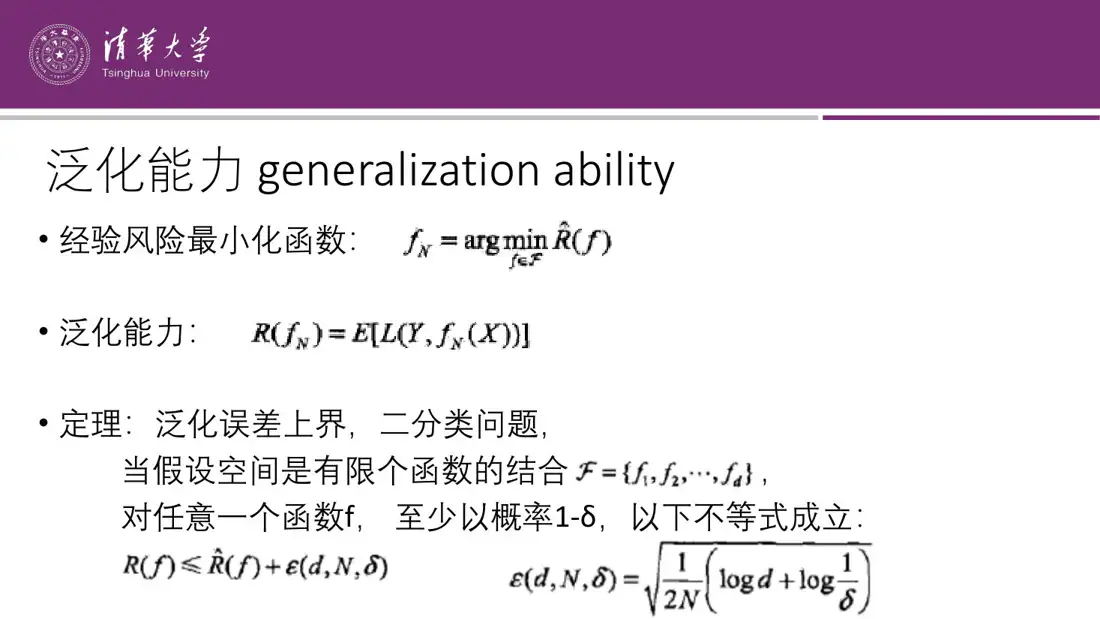 清华大学
Tsinghua University
泛化能力 generalization ability
• 经验风险最小化函数： f_N = arg min_{f∈𝓕} R̂(f)
• 泛化能力： R(f_N) = E[L(Y, f_N(X))]
• 定理：泛化误差上界，二分类问题，
当假设空间是有限个函数的结合 𝓕 = {f_1, f_2, ⋯, f_d}，
对任意一个函数f， 至少以概率1-δ，以下不等式成立：
R(f) ≤ R̂(f) + ε(d, N, δ) ε(d, N, δ) = √(1/2N (log d + log 1/δ))